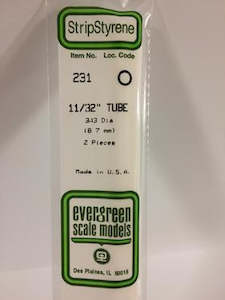 StripStyrene
Item No. Loc. Code
231 O
11/32" TUBE
.343 Dia
(8.7 mm)
2 Pieces
Made in U.S.A.
evergreen
scale models
Des Plaines, IL 60018